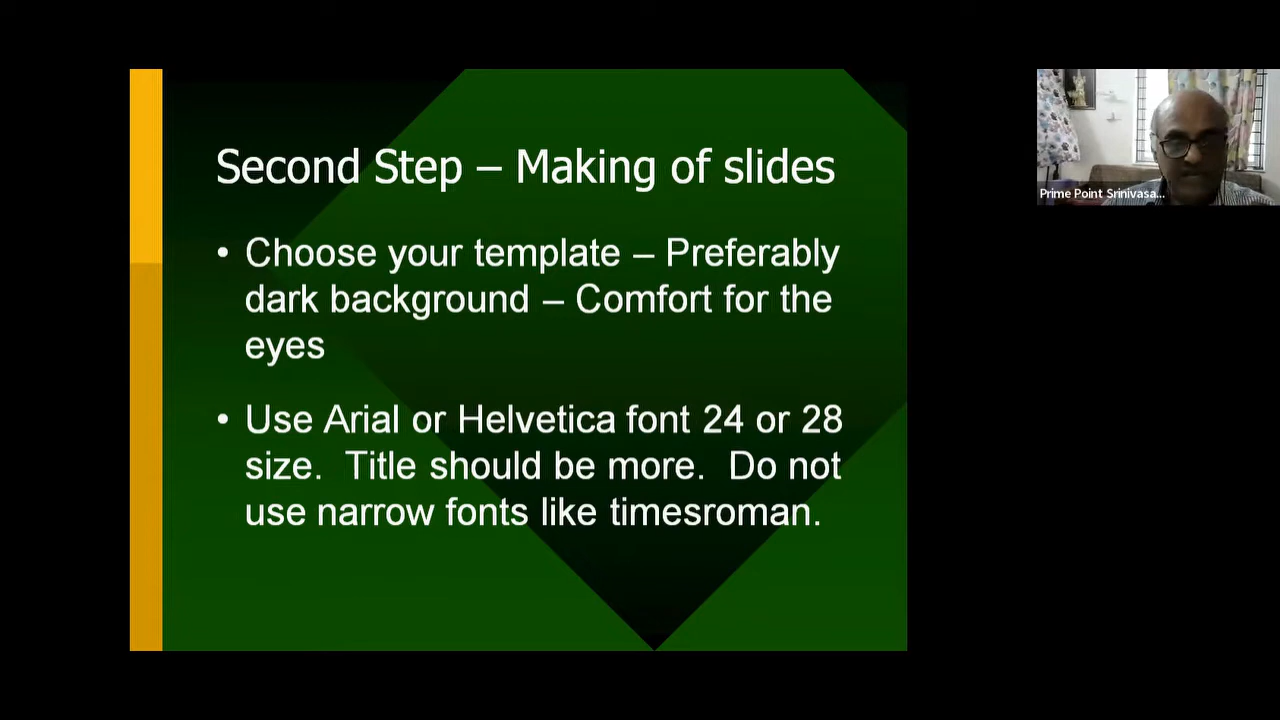 Second Step – Making of slides
• Choose your template – Preferably
dark background – Comfort for the
eyes
• Use Arial or Helvetica font 24 or 28
size.  Title should be more.  Do not
use narrow fonts like timesroman.
Prime Point Srinivasa...